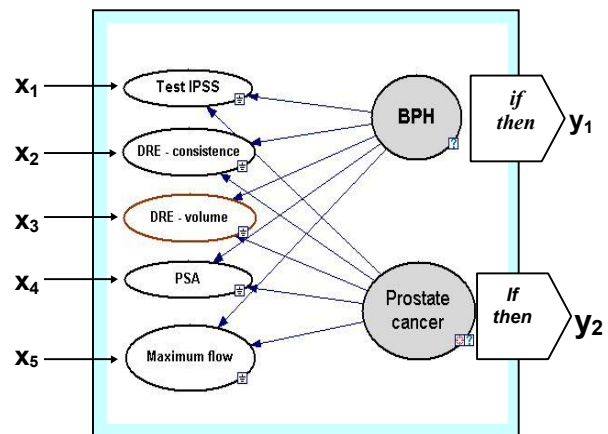 x₁
Test IPSS
BPH
if
then
y₁
x₂
DRE - consistence
x₃
DRE - volume
x₄
PSA
Prostate
cancer
If
then
y₂
x₅
Maximum flow